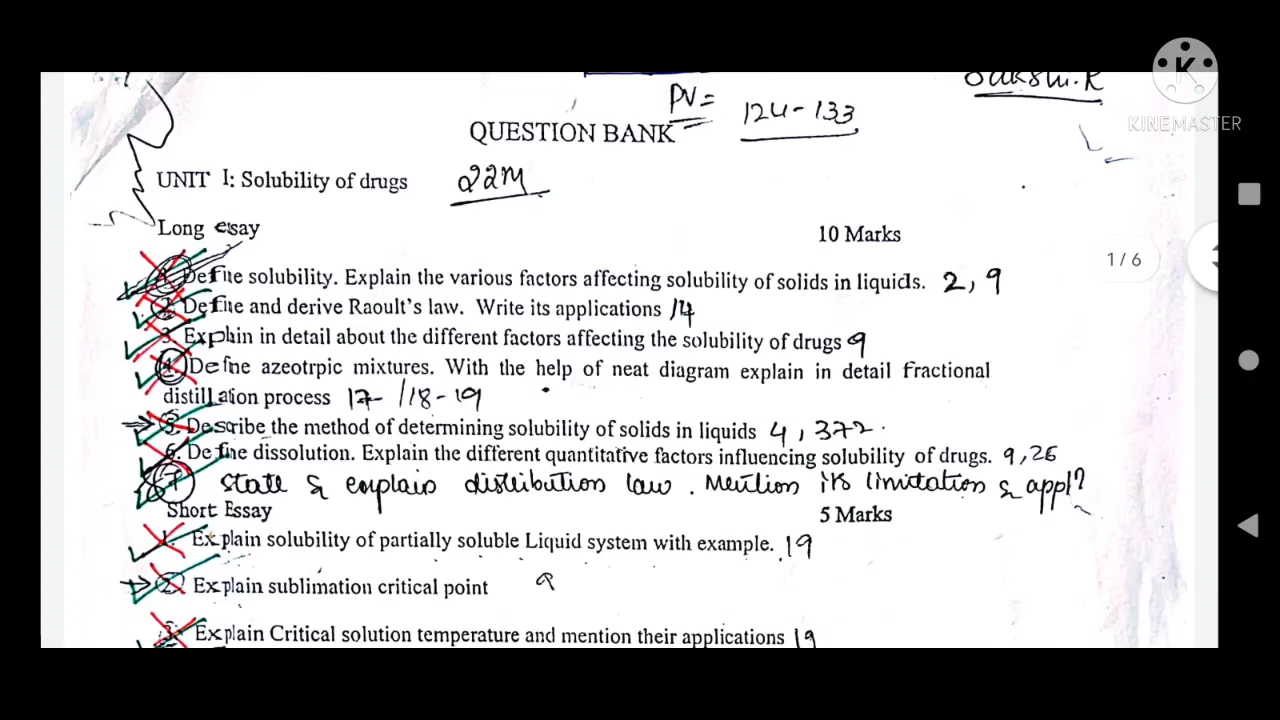 PV=
124-133
KINEMASTER
QUESTION BANK
UNIT I: Solubility of drugs 22M
Long essay
10 Marks
1/6
1. Define solubility. Explain the various factors affecting solubility of solids in liquids. 2, 9
2. Define and derive Raoult's law. Write its applications 14
3. Explain in detail about the different factors affecting the solubility of drugs 9
4. Define azeotrpic mixtures. With the help of neat diagram explain in detail fractional
distillation process 17- /18-19
5. Describe the method of determining solubility of solids in liquids 4, 372.
6. Define dissolution. Explain the different quantitative factors influencing solubility of drugs. 9, 26
7 State & explain distribution law. Mention its limitation & appl?
Short Essay
5 Marks
1. Explain solubility of partially soluble Liquid system with example. 19
2. Explain sublimation critical point 9
3. Explain Critical solution temperature and mention their applications 19